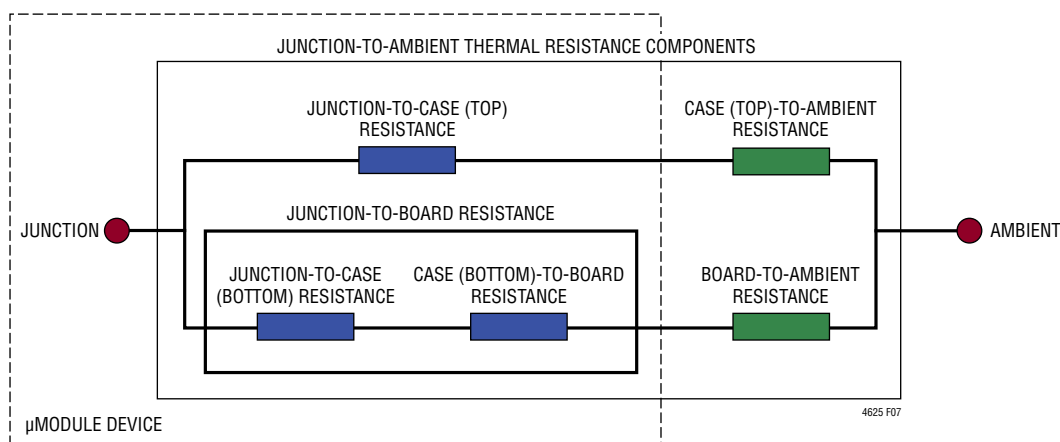 JUNCTION-TO-AMBIENT THERMAL RESISTANCE COMPONENTS
JUNCTION-TO-CASE (TOP)
RESISTANCE
CASE (TOP)-TO-AMBIENT
RESISTANCE
JUNCTION
JUNCTION-TO-BOARD RESISTANCE
AMBIENT
JUNCTION-TO-CASE
(BOTTOM) RESISTANCE
CASE (BOTTOM)-TO-BOARD
RESISTANCE
BOARD-TO-AMBIENT
RESISTANCE
4625 F07
µMODULE DEVICE